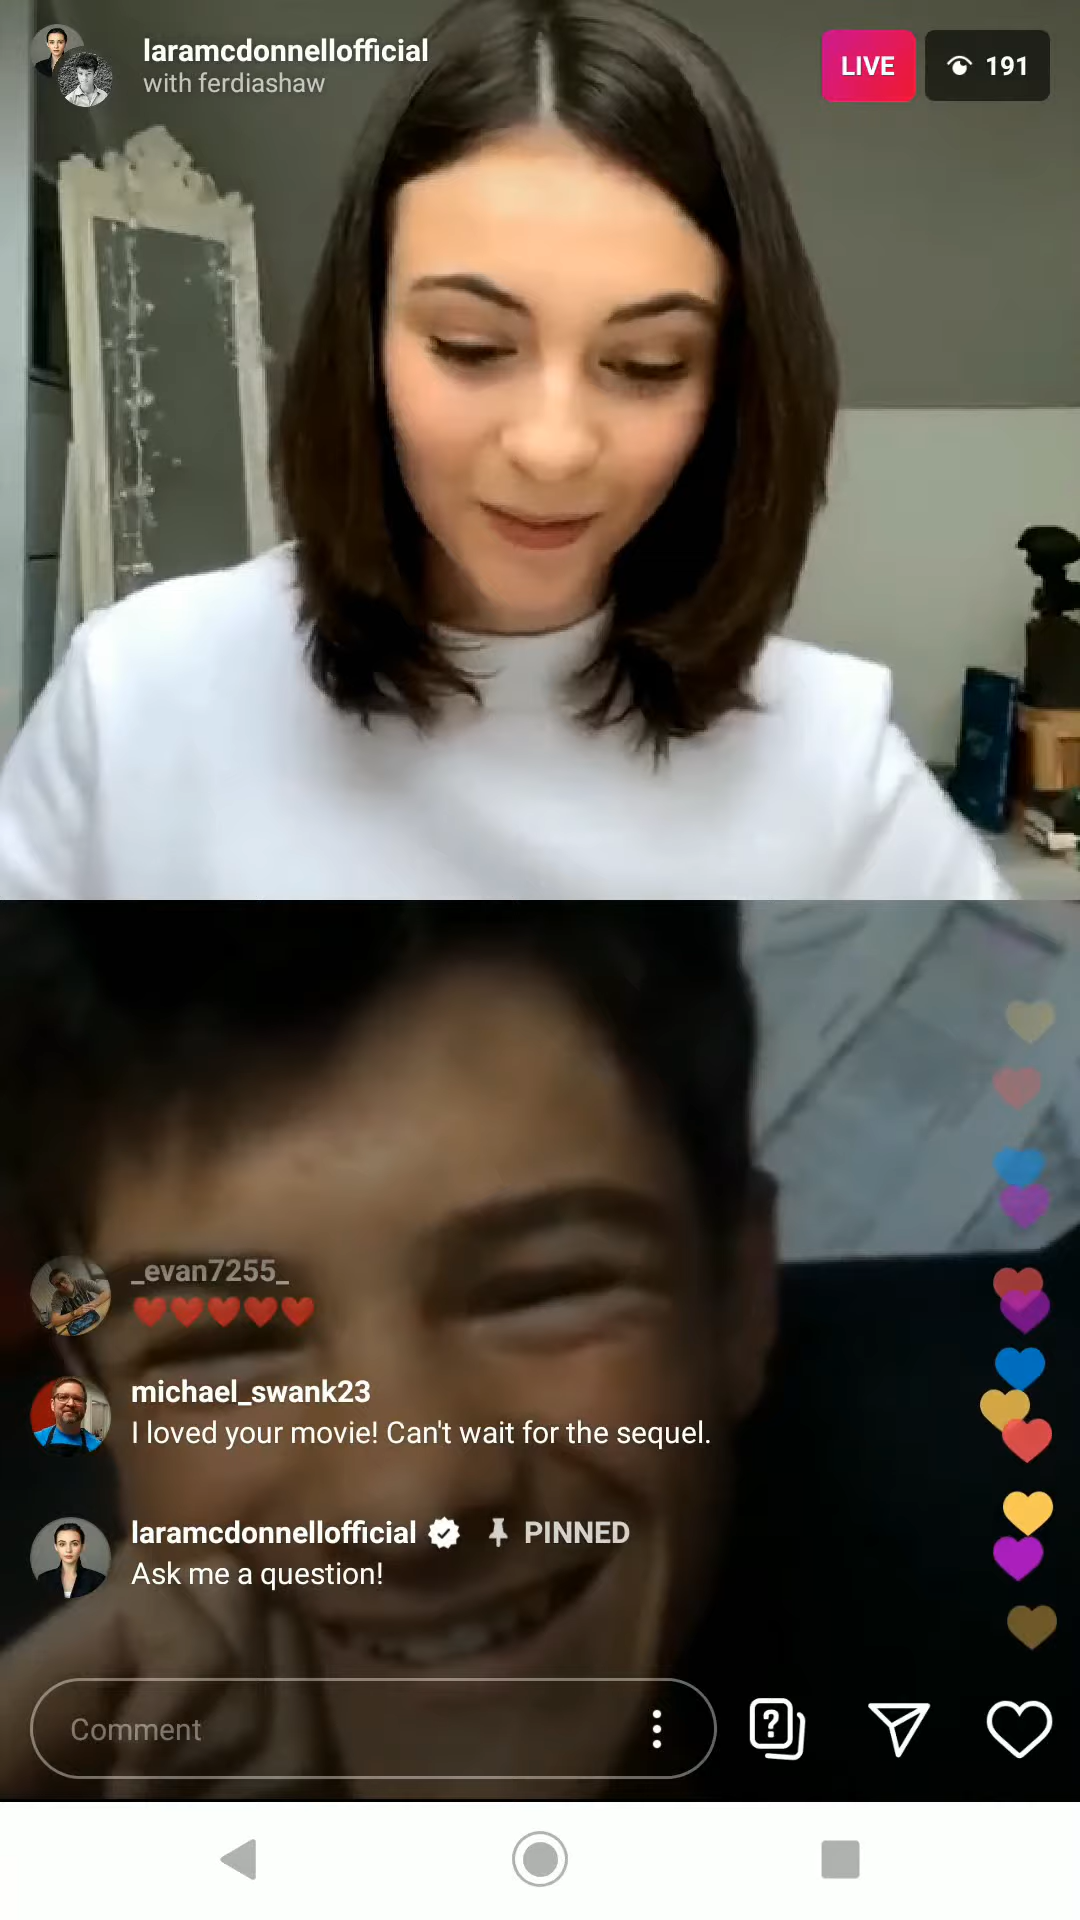 laramcdonnellofficial
with ferdiashaw
LIVE
191
_evan7255_
❤️❤️❤️❤️❤️
michael_swank23
I loved your movie! Can't wait for the sequel.
laramcdonnellofficial PINNED
Ask me a question!
Comment